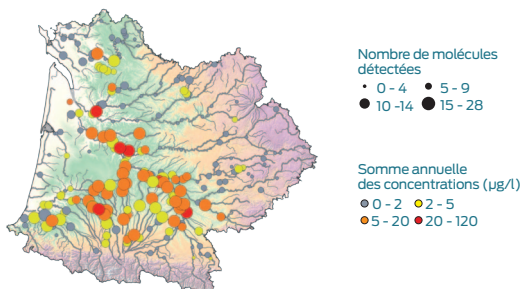 Nombre de molécules
détectées
0 - 4 5 - 9
10 -14 15 - 28
Somme annuelle
des concentrations (µg/l)
0 - 2 2 - 5
5 - 20 20 - 120